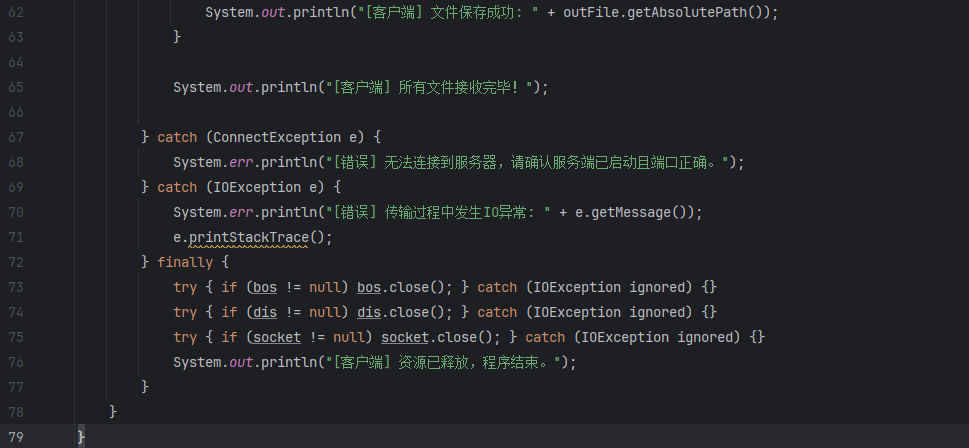 62 System.out.println("[客户端] 文件保存成功: " + outFile.getAbsolutePath());
63 }
64
65 System.out.println("[客户端] 所有文件接收完毕! ");
66
67 } catch (ConnectException e) {
68 System.err.println("[错误] 无法连接到服务器，请确认服务端已启动且端口正确。");
69 } catch (IOException e) {
70 System.err.println("[错误] 传输过程中发生IO异常: " + e.getMessage());
71 e.printStackTrace();
72 } finally {
73 try { if (bos != null) bos.close(); } catch (IOException ignored) {}
74 try { if (dis != null) dis.close(); } catch (IOException ignored) {}
75 try { if (socket != null) socket.close(); } catch (IOException ignored) {}
76 System.out.println("[客户端] 资源已释放，程序结束。");
77 }
78 }
79 }